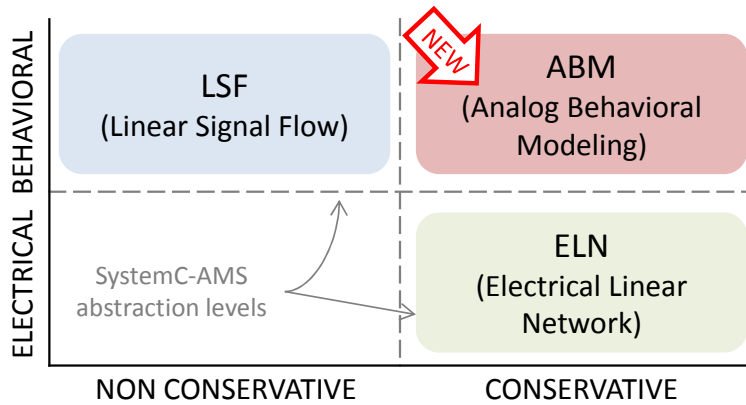 BEHAVIORAL
LSF
(Linear Signal Flow)
NEW
ABM
(Analog Behavioral
Modeling)
ELECTRICAL
SystemC-AMS
abstraction levels
ELN
(Electrical Linear
Network)
NON CONSERVATIVE
CONSERVATIVE